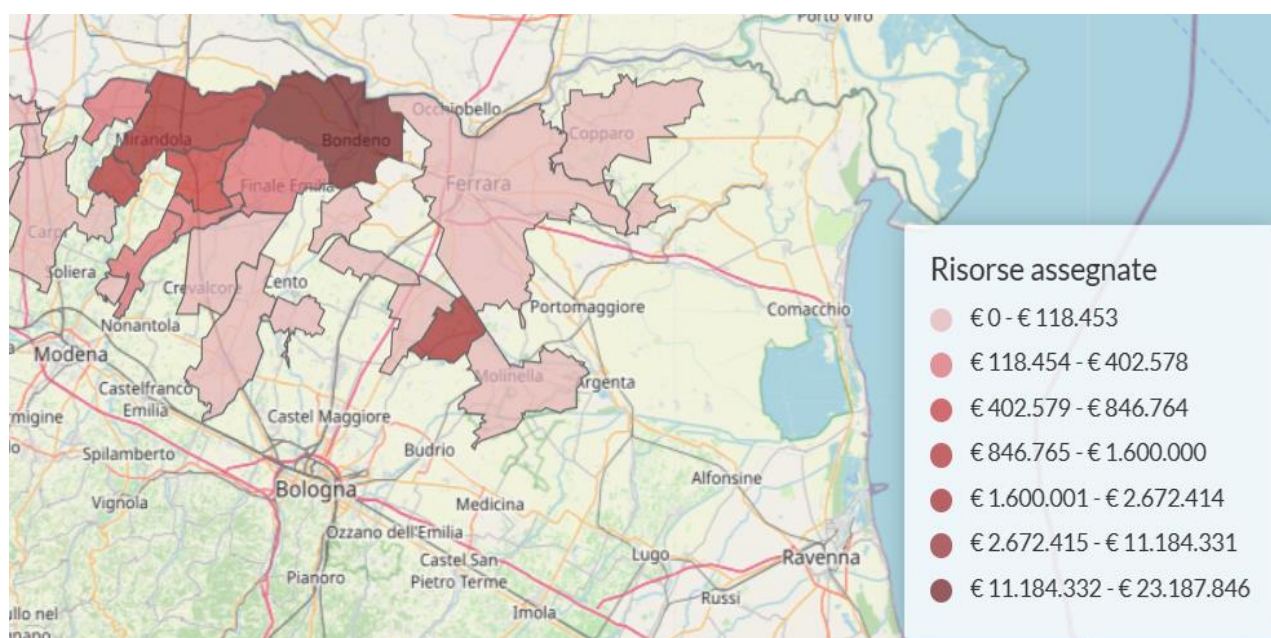 Porto Viro
Occhiobello
Mirandola
Bondeno
Copparo
Finale Emilia
Ferrara
Carpi
Soliera
Crevalcore
Cento
Portomaggiore
Comacchio
Nonantola
Modena
Molinella
Argenta
Castelfranco
Emilia
Castel Maggiore
Spilamberto
Budrio
Alfonsine
Bologna
Vignola
Medicina
Ozzano dell'Emilia
Castel San
Pietro Terme
Lugo
Ravenna
Pianoro
Russi
Imola
Risorse assegnate
€ 0 - € 118.453
€ 118.454 - € 402.578
€ 402.579 - € 846.764
€ 846.765 - € 1.600.000
€ 1.600.001 - € 2.672.414
€ 2.672.415 - € 11.184.331
€ 11.184.332 - € 23.187.846